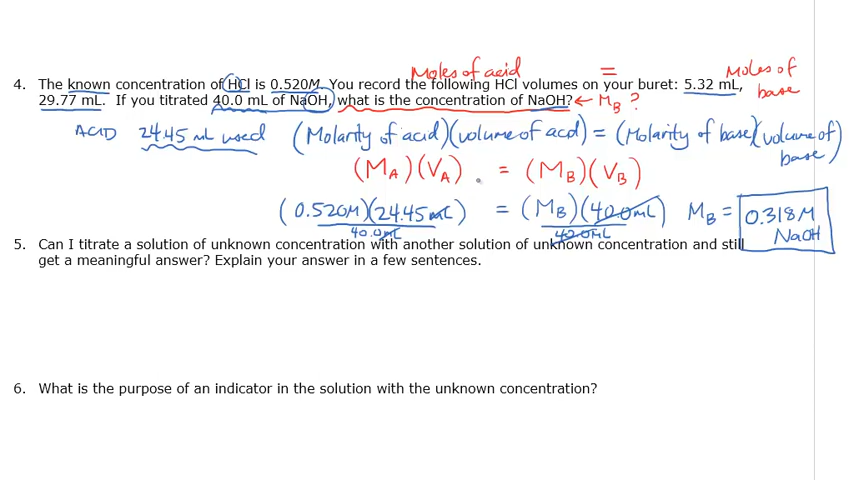 Moles of acid = Moles of base
4. The known concentration of HCl is 0.520M. You record the following HCl volumes on your buret: 5.32 mL,
29.77 mL. If you titrated 40.0 mL of NaOH, what is the concentration of NaOH? ← MB ?
ACID 24.45 mL used (Molarity of acid)(volume of acid) = (Molarity of base)(volume of base)
(MA)(VA) = (MB)(VB)
(0.520M)(24.45 mL) = (MB)(40.0mL) MB = 0.318M NaOH
40.0mL 40.0mL
5. Can I titrate a solution of unknown concentration with another solution of unknown concentration and still
get a meaningful answer? Explain your answer in a few sentences.
6. What is the purpose of an indicator in the solution with the unknown concentration?